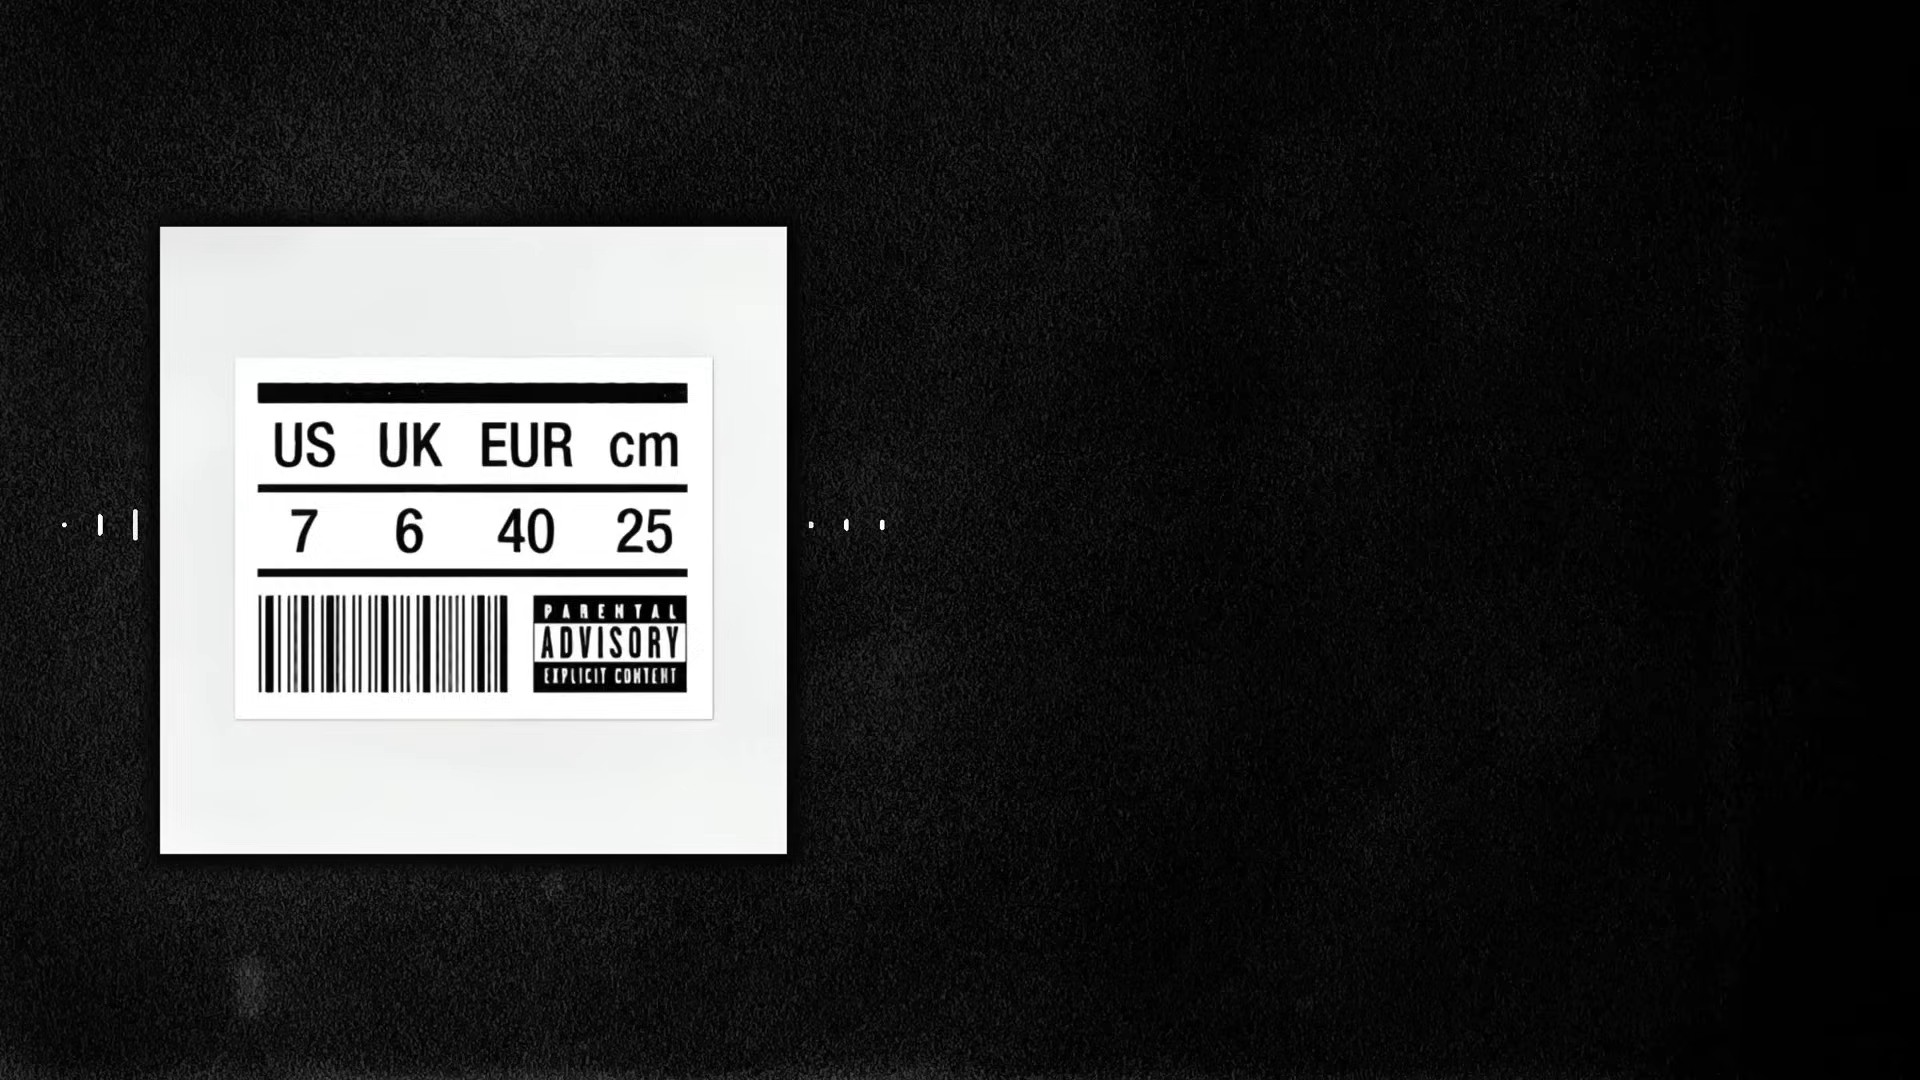 US UK EUR cm
7 6 40 25
PARENTAL
ADVISORY
EXPLICIT CONTENT